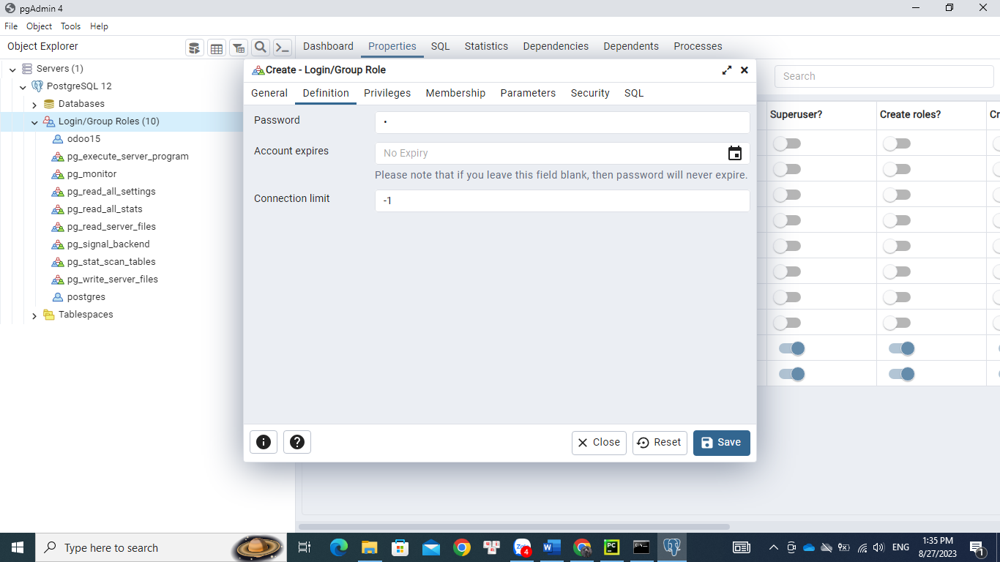 pgAdmin 4
File Object Tools Help
Object Explorer
Dashboard Properties SQL Statistics Dependencies Dependents Processes
Servers (1)
PostgreSQL 12
Databases
Login/Group Roles (10)
odoo15
pg_execute_server_program
pg_monitor
pg_read_all_settings
pg_read_all_stats
pg_read_server_files
pg_signal_backend
pg_stat_scan_tables
pg_write_server_files
postgres
Tablespaces
Create - Login/Group Role
General Definition Privileges Membership Parameters Security SQL
Password
Account expires No Expiry
Please note that if you leave this field blank, then password will never expire.
Connection limit -1
Close Reset Save
Search
Superuser? Create roles? Cr
Type here to search
Zalo 4 W PC ENG
1:35 PM
8/27/2023
1